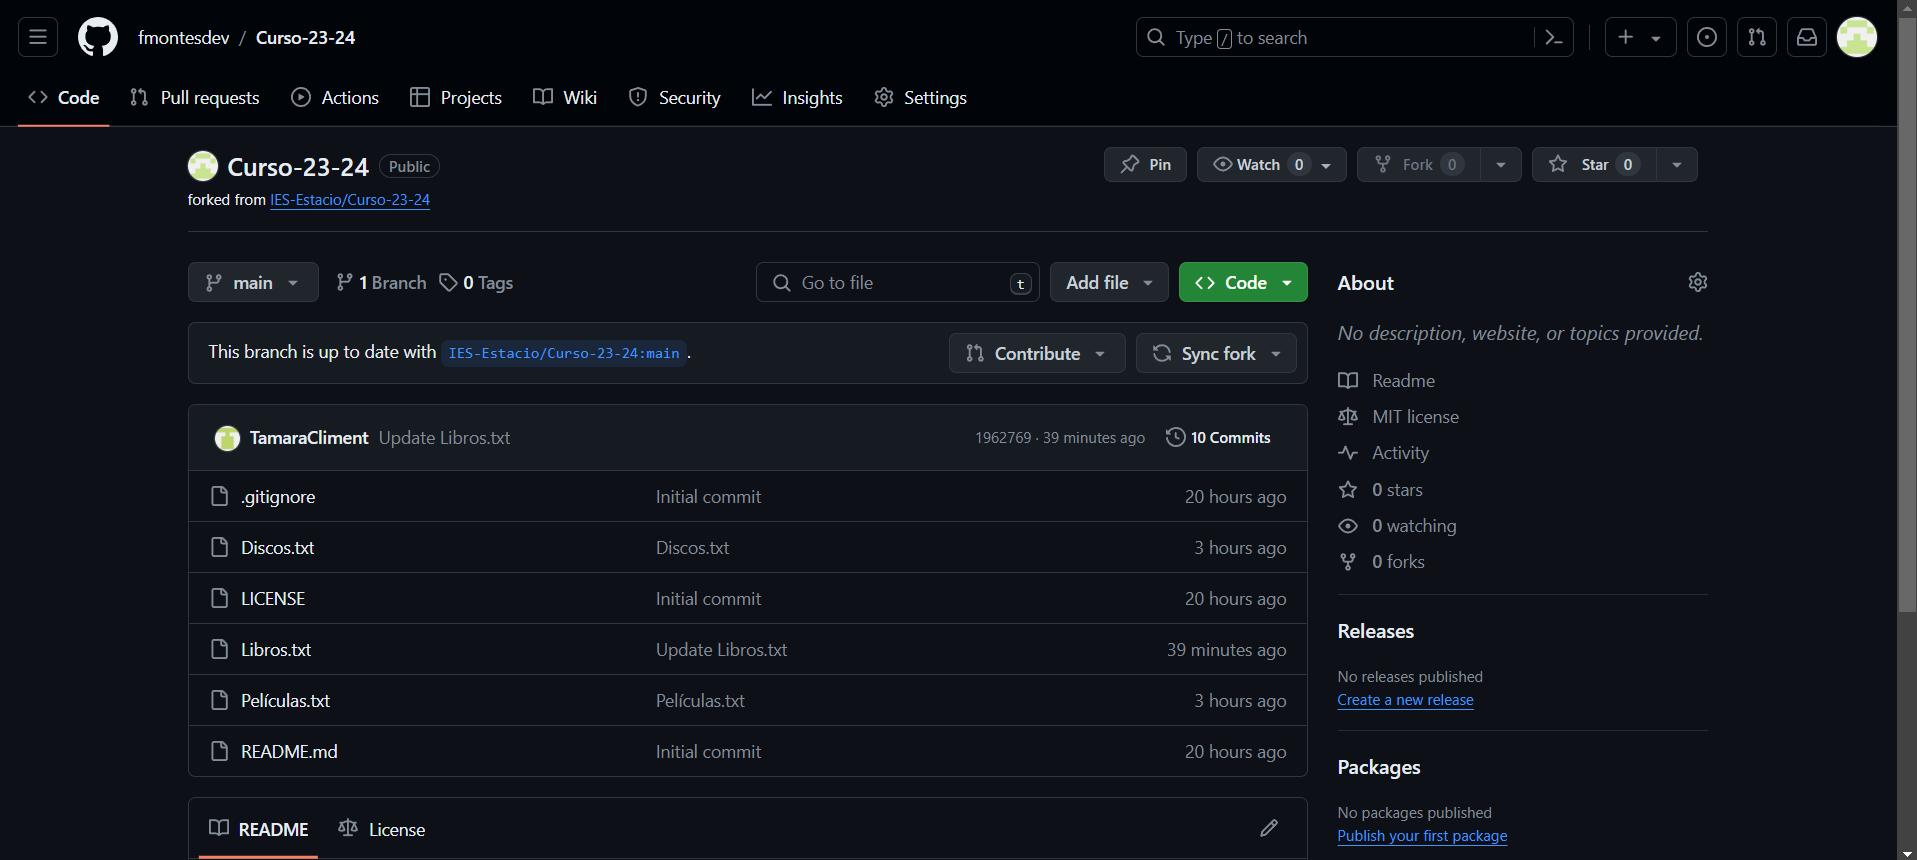 fmontesdev / Curso-23-24
Type / to search
Code Pull requests Actions Projects Wiki Security Insights Settings
Curso-23-24 Public
Pin Watch 0 Fork 0 Star 0
forked from IES-Estacio/Curso-23-24
main 1 Branch 0 Tags
Go to file t Add file Code
This branch is up to date with IES-Estacio/Curso-23-24:main .
Contribute Sync fork
TamaraCliment Update Libros.txt 1962769 · 39 minutes ago 10 Commits
.gitignore Initial commit 20 hours ago
Discos.txt Discos.txt 3 hours ago
LICENSE Initial commit 20 hours ago
Libros.txt Update Libros.txt 39 minutes ago
Películas.txt Películas.txt 3 hours ago
README.md Initial commit 20 hours ago
README License
About
No description, website, or topics provided.
Readme
MIT license
Activity
0 stars
0 watching
0 forks
Releases
No releases published
Create a new release
Packages
No packages published
Publish your first package